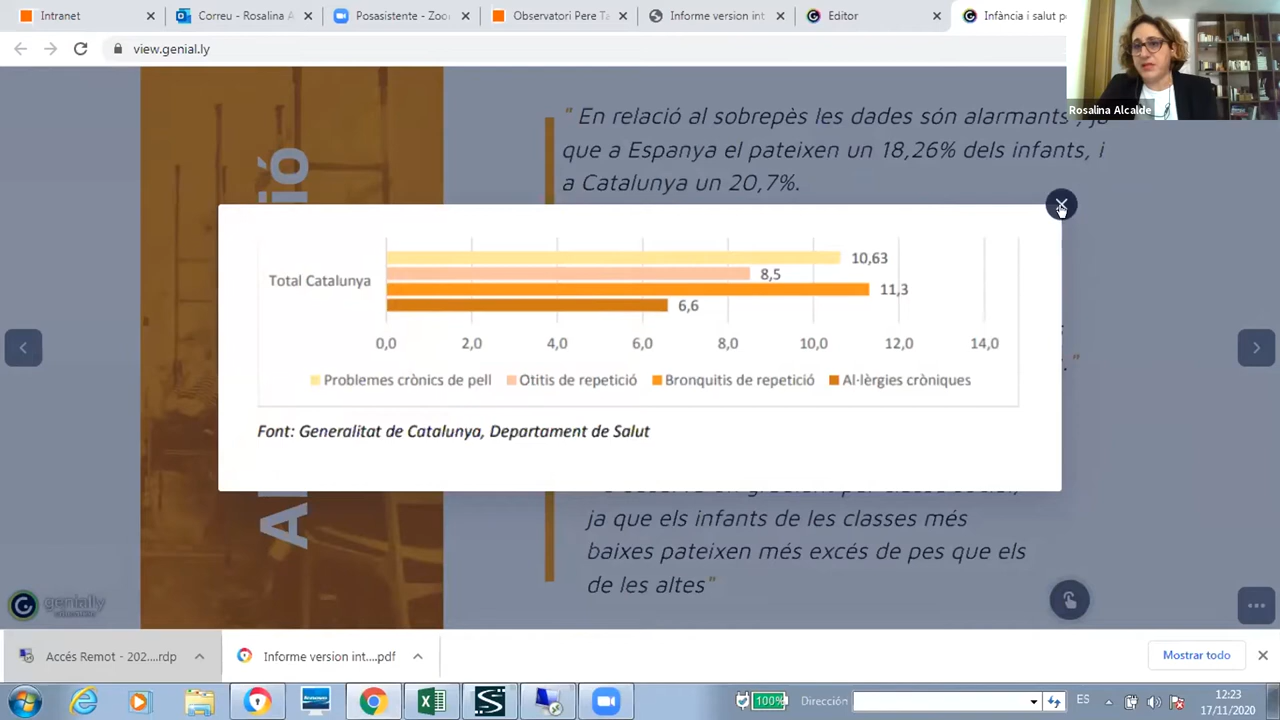 Intranet
Correu - Rosalina A
Posasistente - Zoo
Observatori Pere Ta
Informe version int
Editor
Infància i salut p
view.genial.ly
Rosalina Alcalde
" En relació al sobrepès les dades són alarmants , ja
que a Espanya el pateixen un 18,26% dels infants, i
a Catalunya un 20,7%.
Total Catalunya
10,63
8,5
11,3
6,6
0,0 2,0 4,0 6,0 8,0 10,0 12,0 14,0
Problemes crònics de pell Otitis de repetició Bronquitis de repetició Al·lèrgies cròniques
Font: Generalitat de Catalunya, Departament de Salut
ja que els infants de les classes més
baixes pateixen més excés de pes que els
de les altes"
genially
Accés Remot - 202....rdp
Informe version int....pdf
Mostrar todo
100%
Dirección
ES
12:23
17/11/2020